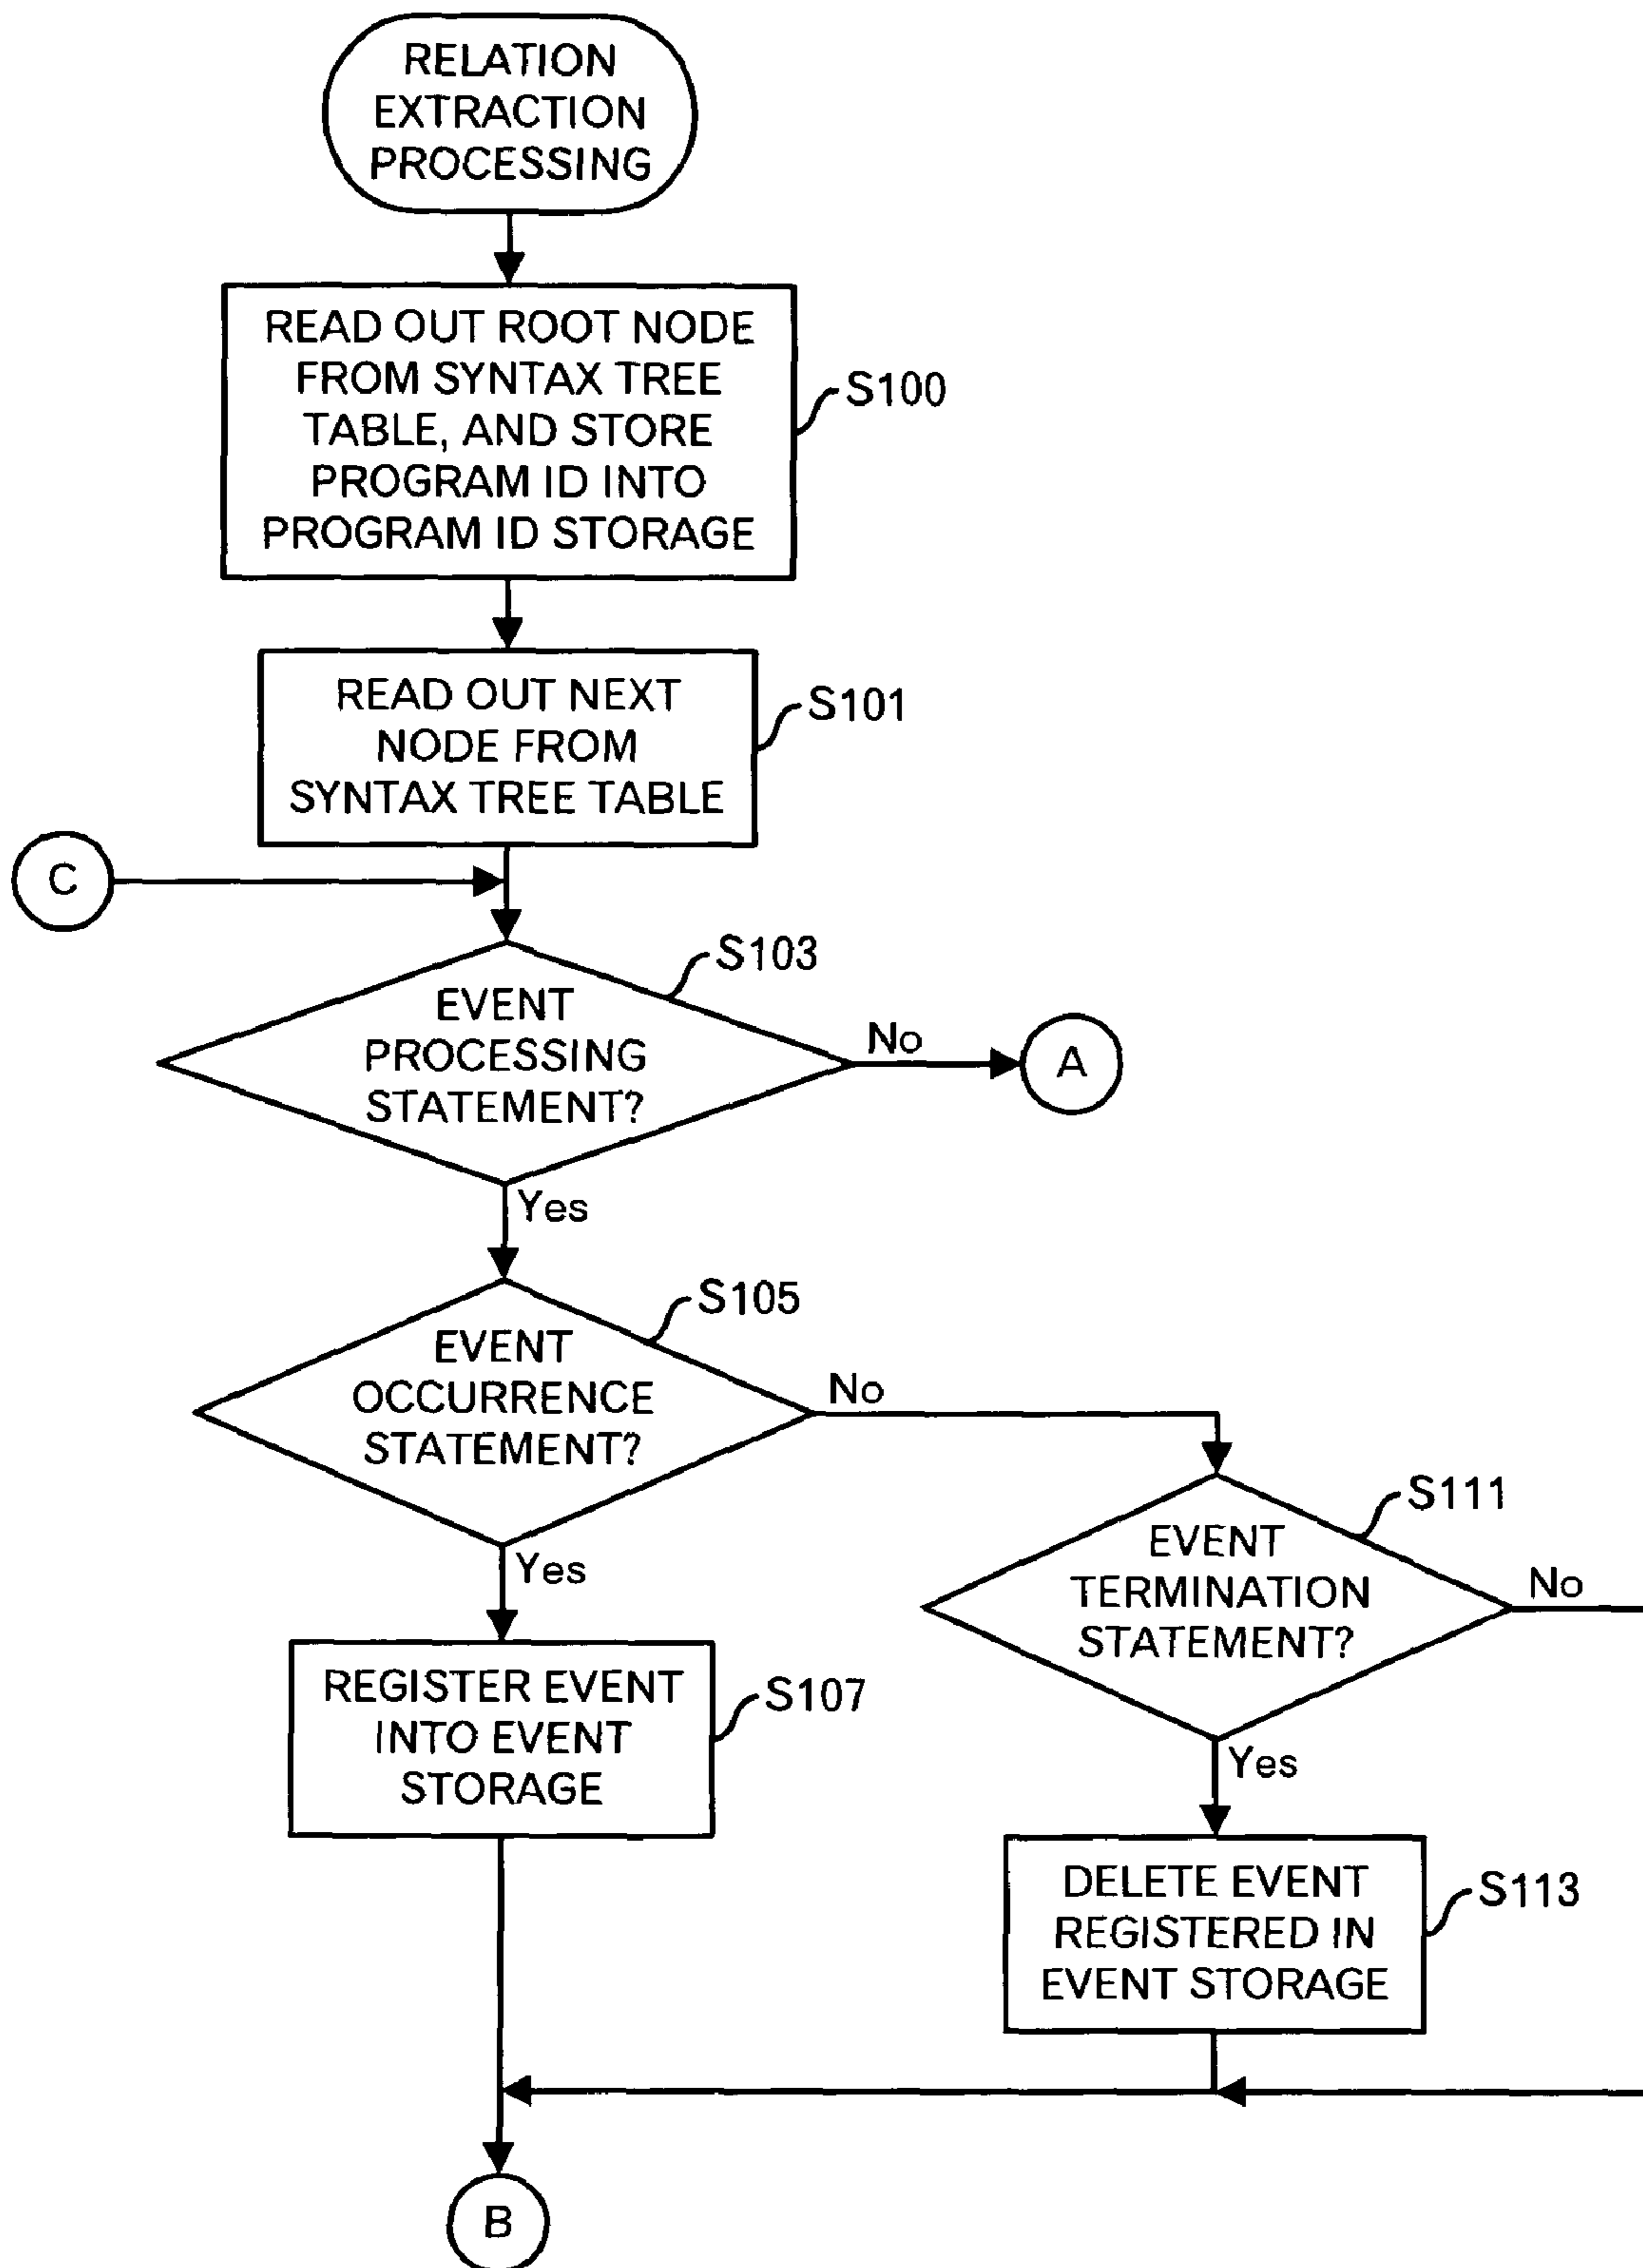 RELATION
EXTRACTION
PROCESSING
READ OUT ROOT NODE
FROM SYNTAX TREE
TABLE, AND STORE
PROGRAM ID INTO
PROGRAM ID STORAGE
S100
READ OUT NEXT
NODE FROM
SYNTAX TREE TABLE
S101
C
S103
EVENT
PROCESSING
STATEMENT?
No
A
Yes
S105
EVENT
OCCURRENCE
STATEMENT?
No
Yes
S111
EVENT
TERMINATION
STATEMENT?
No
Yes
REGISTER EVENT
INTO EVENT
STORAGE
S107
DELETE EVENT
REGISTERED IN
EVENT STORAGE
S113
B